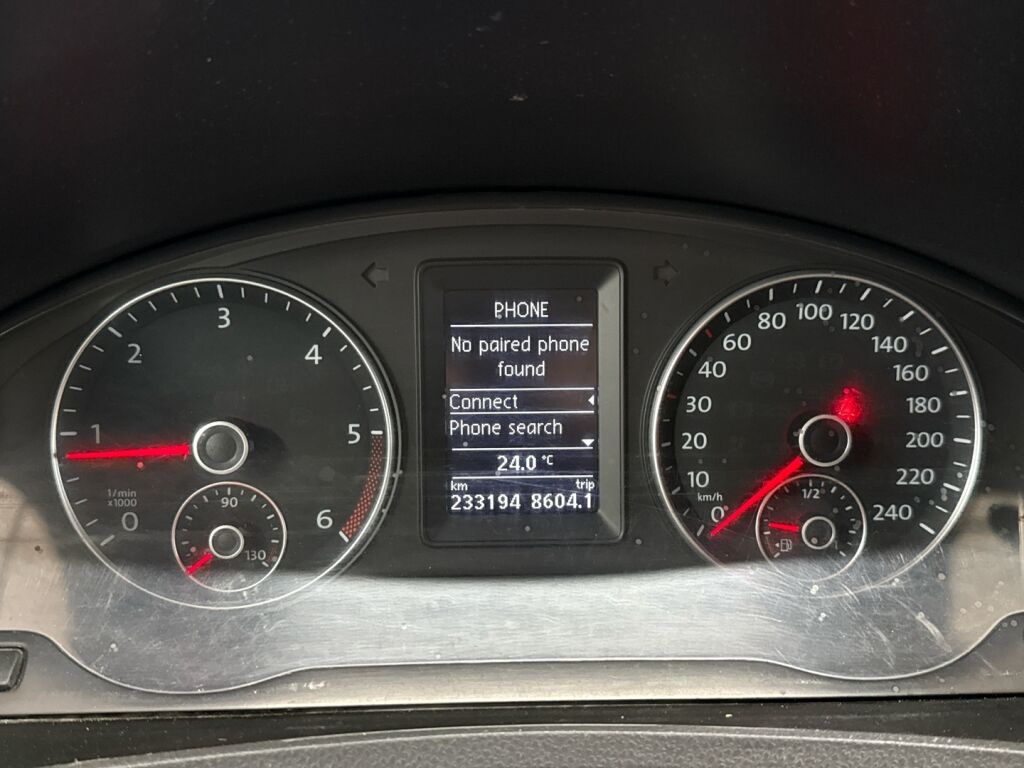 3
2
4
1
5
1/min
x1000
0
6
90
130
PHONE
No paired phone
found
Connect
Phone search
24.0 °C
km trip
233194 8604.1
100
80 120
60 140
40 160
30 180
20 200
10 220
km/h
0 240
1/2
1